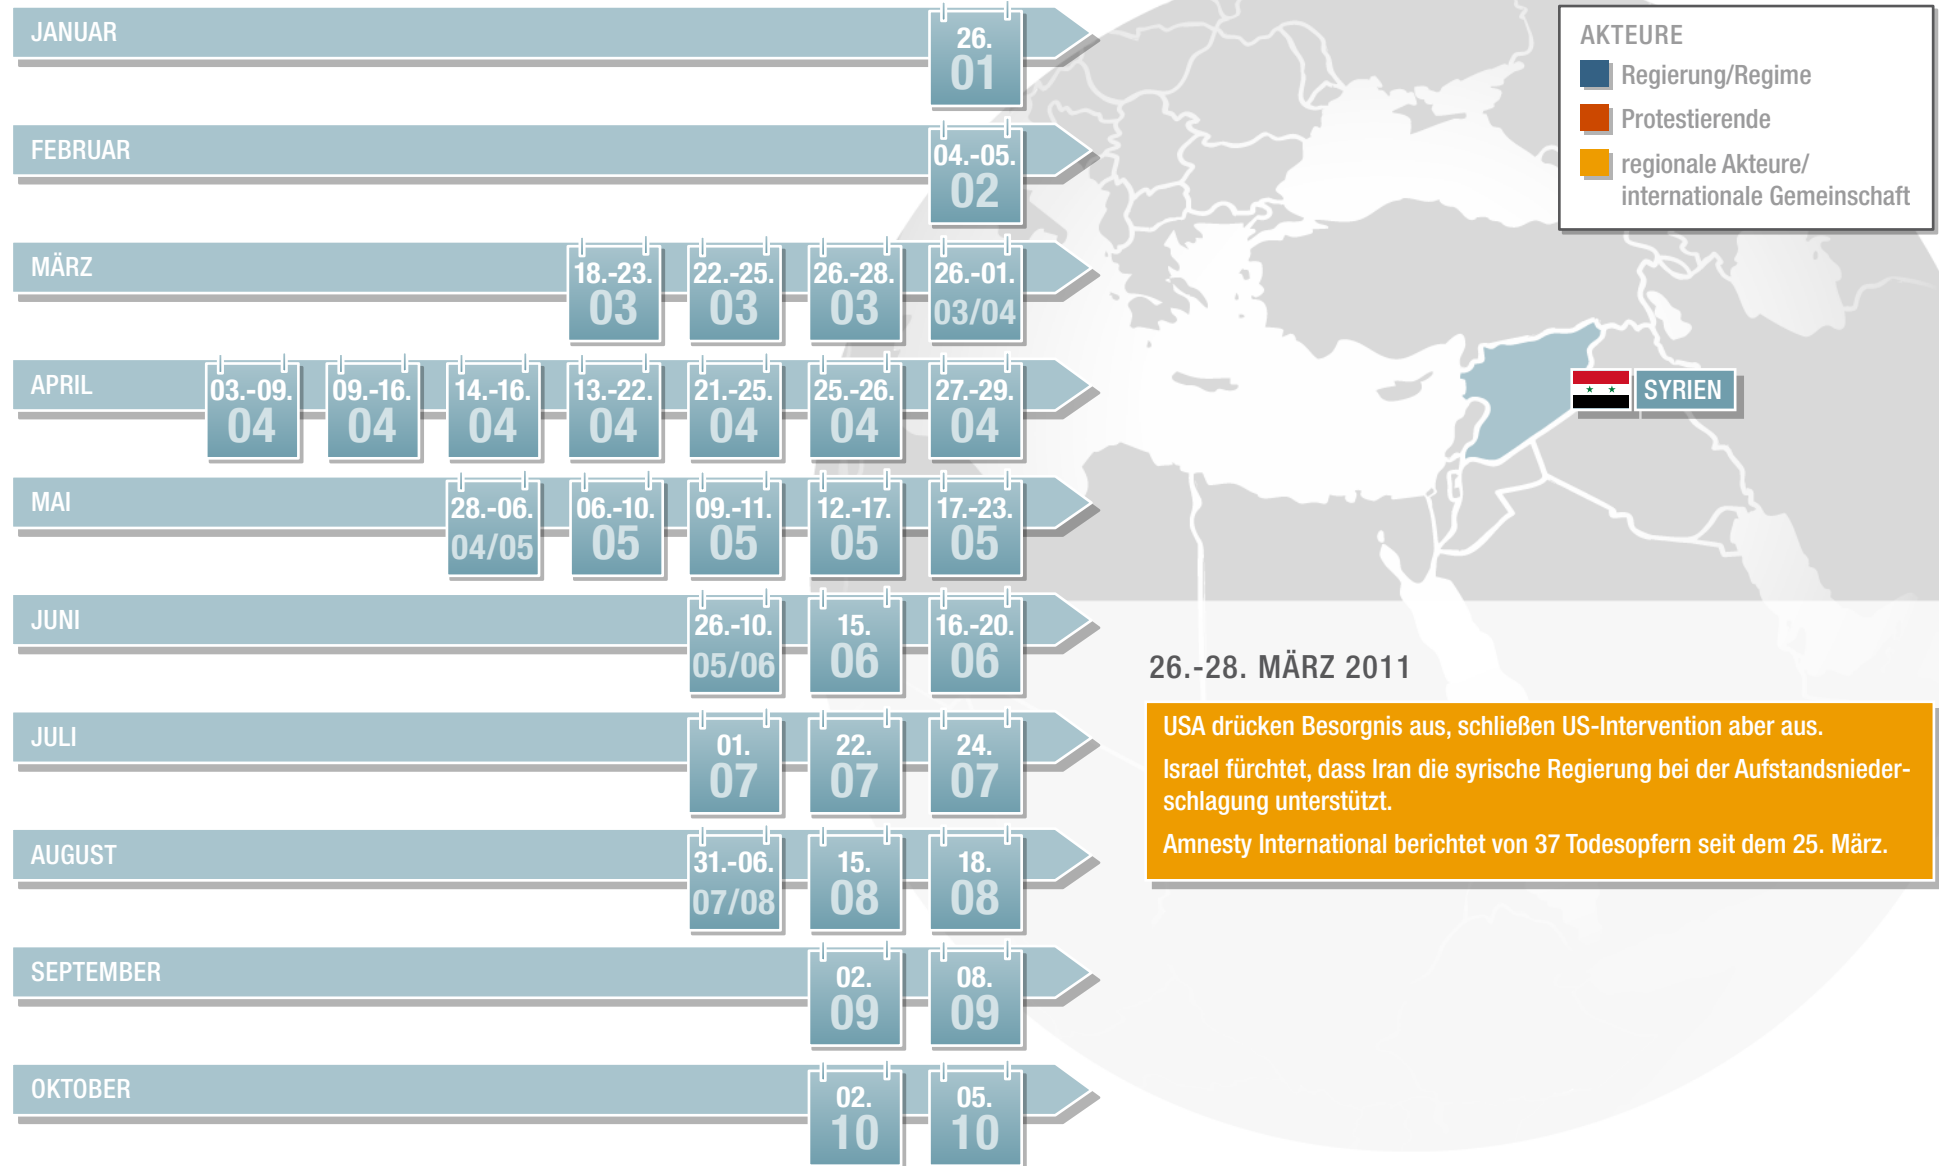 JANUAR
26.
01
FEBRUAR
04.-05.
02
MÄRZ
18.-23.
03
22.-25.
03
26.-28.
03
26.-01.
03/04
APRIL
03.-09.
04
09.-16.
04
14.-16.
04
13.-22.
04
21.-25.
04
25.-26.
04
27.-29.
04
MAI
28.-06.
04/05
06.-10.
05
09.-11.
05
12.-17.
05
17.-23.
05
JUNI
26.-10.
05/06
15.
06
16.-20.
06
JULI
01.
07
22.
07
24.
07
AUGUST
31.-06.
07/08
15.
08
18.
08
SEPTEMBER
02.
09
08.
09
OKTOBER
02.
10
05.
10
AKTEURE
Regierung/Regime
Protestierende
regionale Akteure/
internationale Gemeinschaft
SYRIEN
26.-28. MÄRZ 2011
USA drücken Besorgnis aus, schließen US-Intervention aber aus.
Israel fürchtet, dass Iran die syrische Regierung bei der Aufstandsnieder-
schlagung unterstützt.
Amnesty International berichtet von 37 Todesopfern seit dem 25. März.